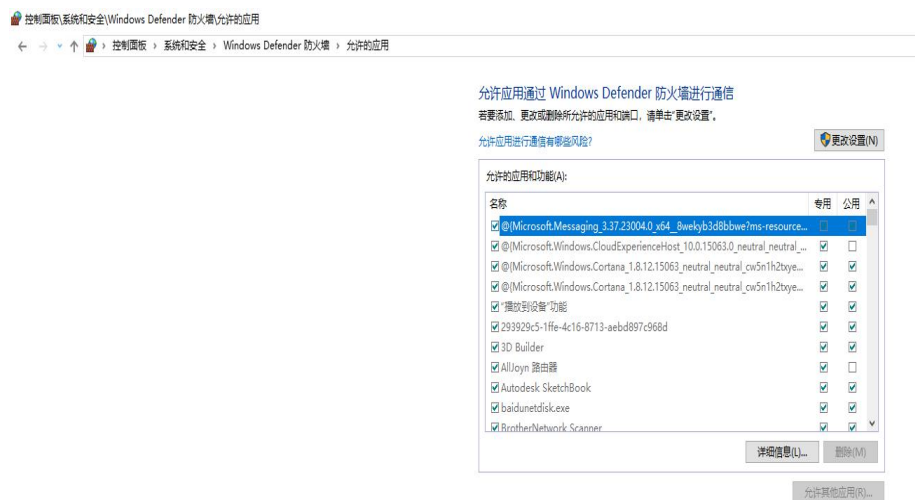 控制面板\系统和安全\Windows Defender 防火墙\允许的应用
控制面板 › 系统和安全 › Windows Defender 防火墙 › 允许的应用
允许应用通过 Windows Defender 防火墙进行通信
若要添加、更改或删除所允许的应用和端口，请单击"更改设置"。
允许应用进行通信有哪些风险?
更改设置(N)
允许的应用和功能(A):
名称 专用 公用
@{Microsoft.Messaging_3.37.23004.0_x64__8wekyb3d8bbwe?ms-resource...
@{Microsoft.Windows.CloudExperienceHost_10.0.15063.0_neutral_neutral_...
@{Microsoft.Windows.Cortana_1.8.12.15063_neutral_neutral_cw5n1h2txye...
@{Microsoft.Windows.Cortana_1.8.12.15063_neutral_neutral_cw5n1h2txye...
"播放到设备"功能
293929c5-1ffe-4c16-8713-aebd897c968d
3D Builder
AllJoyn 路由器
Autodesk SketchBook
baidunetdisk.exe
BrotherNetwork Scanner
详细信息(L)... 删除(M)
允许其他应用(R)...